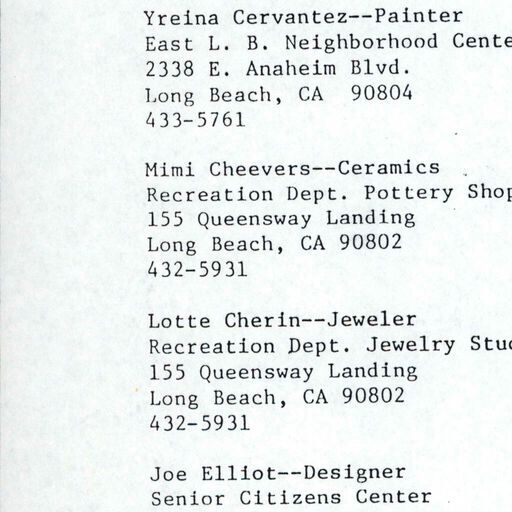 Yreina Cervantez--Painter
East L. B. Neighborhood Cente
2338 E. Anaheim Blvd.
Long Beach, CA 90804
433-5761
Mimi Cheevers--Ceramics
Recreation Dept. Pottery Shop
155 Queensway Landing
Long Beach, CA 90802
432-5931
Lotte Cherin--Jeweler
Recreation Dept. Jewelry Stu
155 Queensway Landing
Long Beach, CA 90802
432-5931
Joe Elliot--Designer
Senior Citizens Center